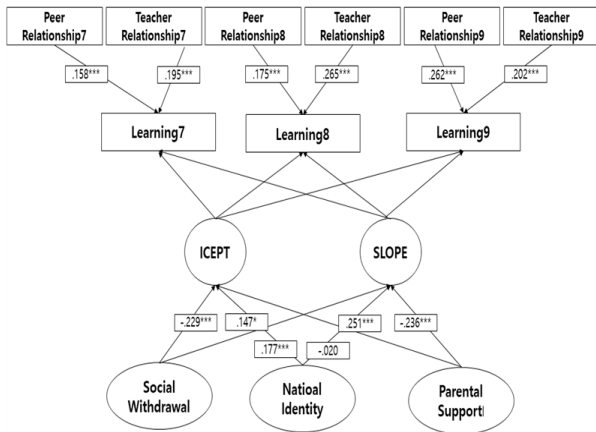 Peer
Relationship7
Teacher
Relationship7
Peer
Relationship8
Teacher
Relationship8
Peer
Relationship9
Teacher
Relationship9
.158***
.195***
.175***
.265***
.262***
.202***
Learning7
Learning8
Learning9
ICEPT
SLOPE
-.229***
.147*
.251***
-.236***
.177***
-.020
Social
Withdrawal
Natioal
Identity
Parental
Support